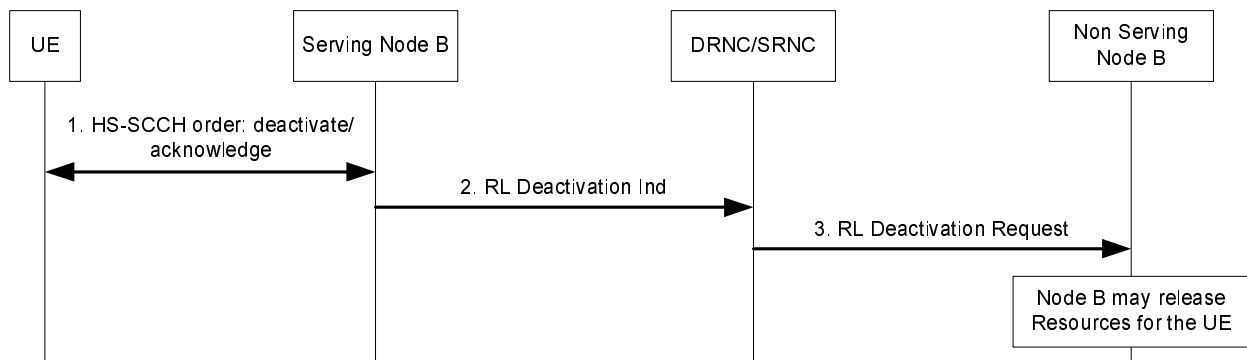 UE
Serving Node B
DRNC/SRNC
Non Serving
Node B
1. HS-SCCH order: deactivate/
acknowledge
2. RL Deactivation Ind
3. RL Deactivation Request
Node B may release
Resources for the UE